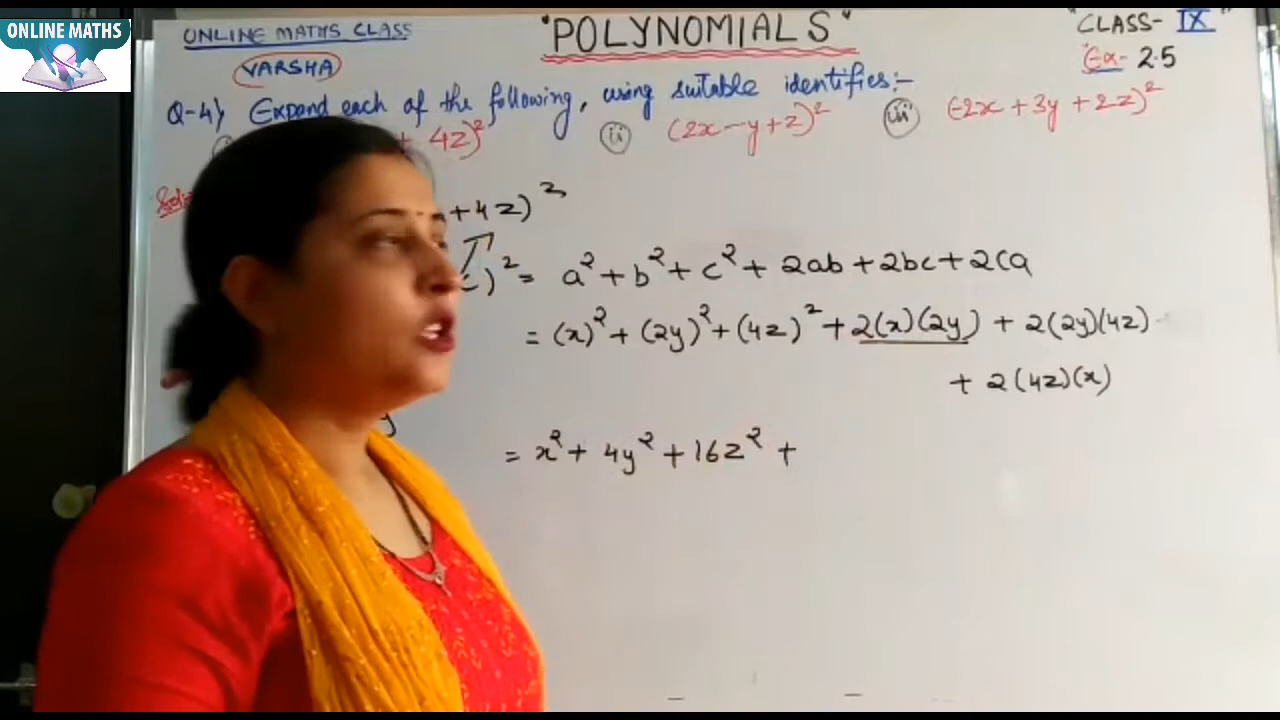 ONLINE MATHS
ONLINE MATHS CLASS
"POLYNOMIALS"
"CLASS- IX
VARSHA
Ex- 2.5
Q-4) Expand each of the following, using suitable identifies:-
+ 4z)² (ii) (2x-y+z)² (iii) (-2x+3y+2z)²
Sol:-
+4z)²
c)² = a²+b²+c²+2ab+2bc+2ca
= (x)²+(2y)²+(4z)²+2(x)(2y) + 2(2y)(4z)
+ 2(4z)(x)
y
= x²+ 4y²+16z²+